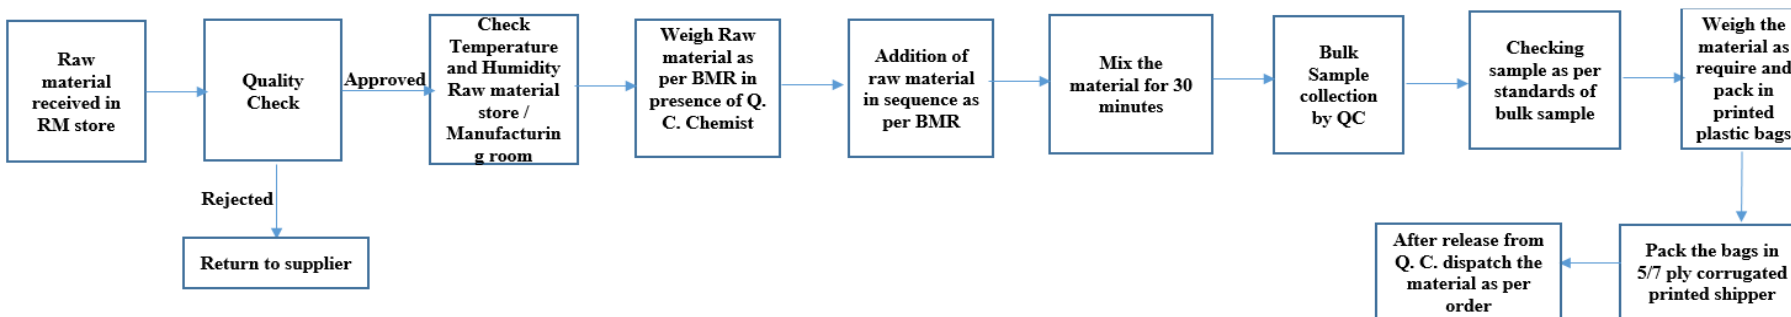 Raw
material
received in
RM store
Quality
Check
Approved
Rejected
Return to supplier
Check
Temperature
and Humidity
Raw material
store /
Manufacturin
g room
Weigh Raw
material as
per BMR in
presence of Q.
C. Chemist
Addition of
raw material
in sequence as
per BMR
Mix the
material for 30
minutes
Bulk
Sample
collection
by QC
Checking
sample as per
standards of
bulk sample
Weigh the
material as
require and
pack in
printed
plastic bags
Pack the bags in
5/7 ply corrugated
printed shipper
After release from
Q. C. dispatch the
material as per
order